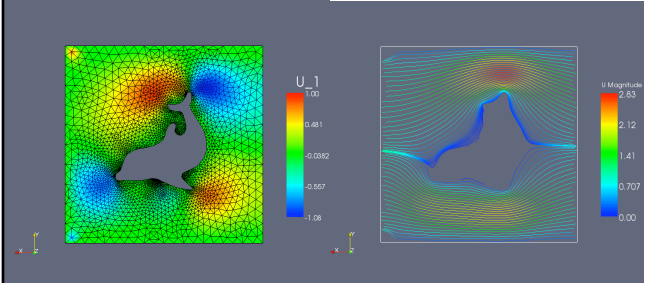 U_1
1.00
0.481
-0.0382
-0.557
-1.08
Y
X
Z
U Magnitude
2.83
2.12
1.41
0.707
0.00
Y
X
Z